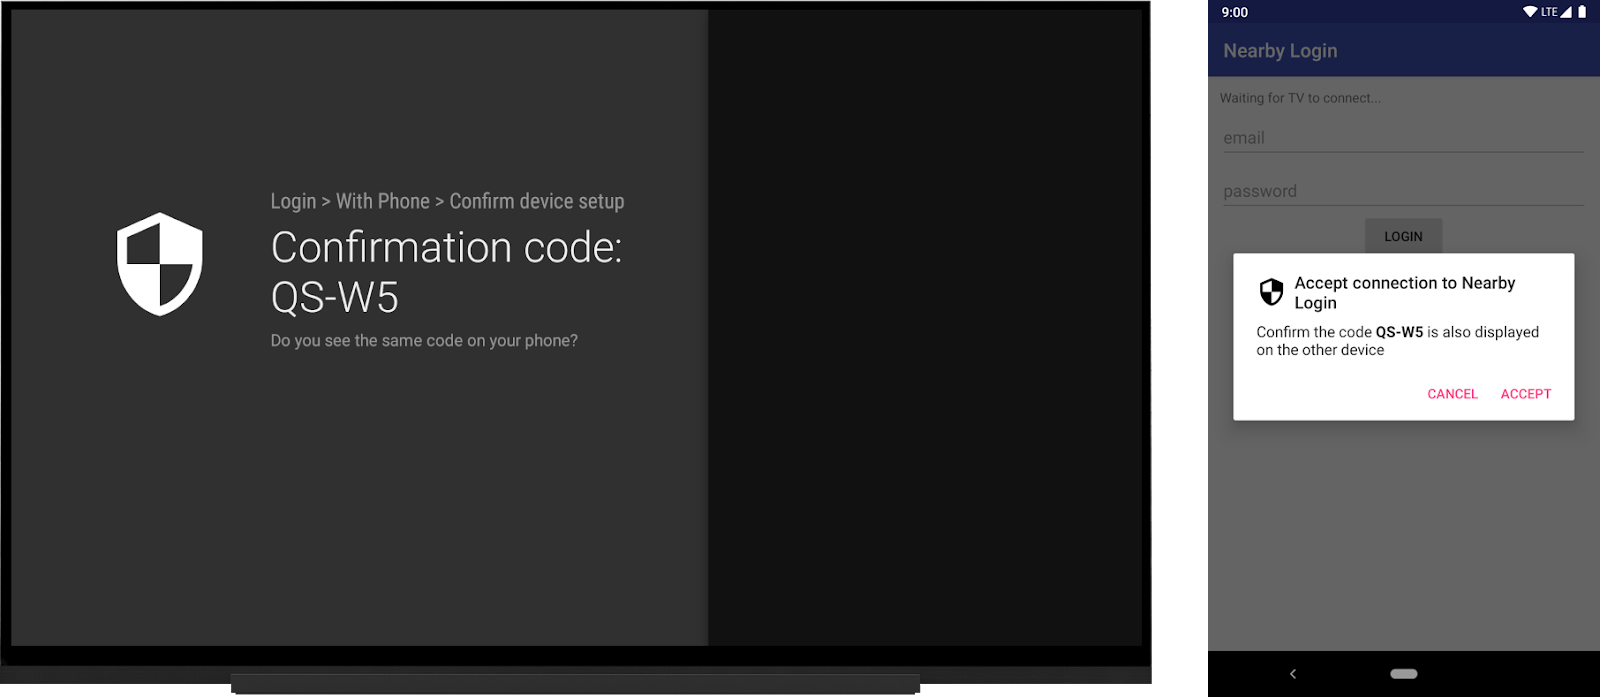 Login > With Phone > Confirm device setup
Confirmation code:
QS-W5
Do you see the same code on your phone?
9:00
LTE
Nearby Login
Waiting for TV to connect...
email
password
LOGIN
Accept connection to Nearby
Login
Confirm the code QS-W5 is also displayed
on the other device
CANCEL ACCEPT